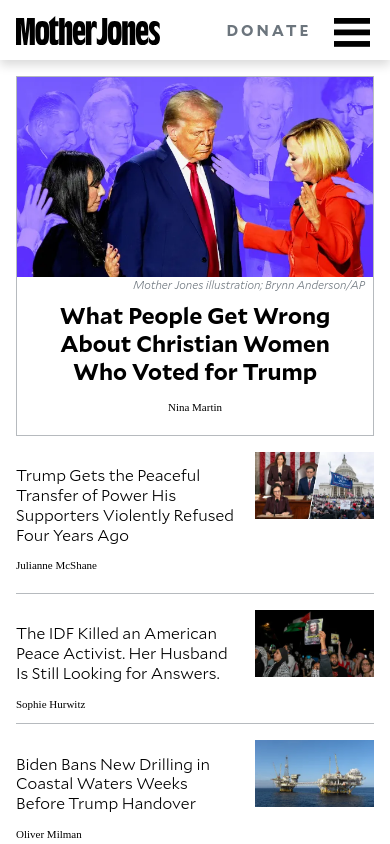 Mother Jones
DONATE
Mother Jones illustration; Brynn Anderson/AP
What People Get Wrong
About Christian Women
Who Voted for Trump
Nina Martin
Trump Gets the Peaceful
Transfer of Power His
Supporters Violently Refused
Four Years Ago
Julianne McShane
The IDF Killed an American
Peace Activist. Her Husband
Is Still Looking for Answers.
Sophie Hurwitz
Biden Bans New Drilling in
Coastal Waters Weeks
Before Trump Handover
Oliver Milman